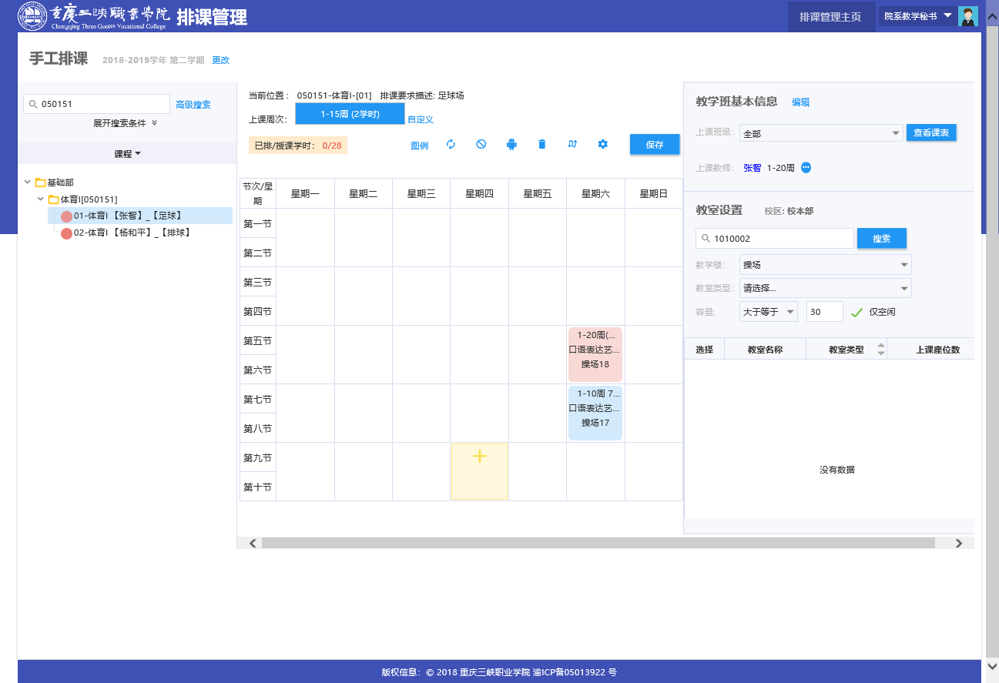 重庆三峡职业学院 排课管理
Chongqing Three Gorges Vocational College
排课管理主页
院系教学秘书
手工排课 2018-2019学年 第二学期 更改
050151
高级搜索
展开搜索条件
课程
基础部
体育I[050151]
01-体育I 【张智】_【足球】
02-体育I 【杨和平】_【排球】
当前位置： 050151-体育I-[01] 排课要求描述: 足球场
上课周次: 1-15周 (2学时) 自定义
已排/授课学时: 0/28
图例
保存
节次/星期 星期一 星期二 星期三 星期四 星期五 星期六 星期日
第一节
第二节
第三节
第四节
第五节
第六节
第七节
第八节
第九节
第十节
1-20周(...
口语表达艺...
操场18
1-10周 7...
口语表达艺...
操场17
教学班基本信息 编辑
上课班级: 全部 查看课表
上课教师: 张智 1-20周
教室设置 校区: 校本部
1010002 搜索
教学楼: 操场
教室类型: 请选择...
容量: 大于等于 30 仅空闲
选择 教室名称 教室类型 上课座位数
没有数据
版权信息: © 2018 重庆三峡职业学院 渝ICP备05013922 号